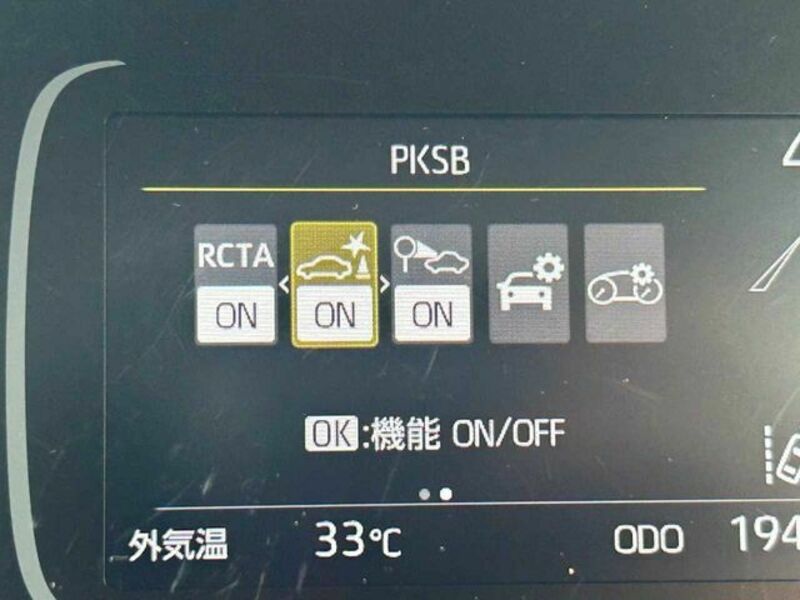 PKSB
RCTA
ON ON ON
OK:機能 ON/OFF
外気温 33℃ ODO 194